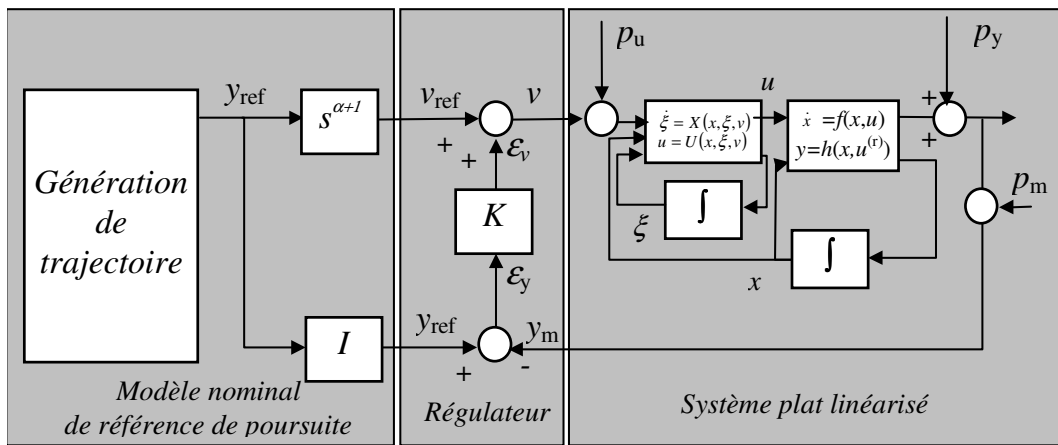 Génération
de
trajectoire
y_ref
s^{α+1}
I
Modèle nominal
de référence de poursuite
v_ref
v
+
+
ε_v
K
ε_y
y_ref
y_m
+
-
Régulateur
p_u
p_y
u
ξ̇ = X(x,ξ,v)
u = U(x,ξ,v)
ẋ =f(x,u)
y=h(x,u^{(r)})
+
+
p_m
∫
ξ
∫
x
Système plat linéarisé